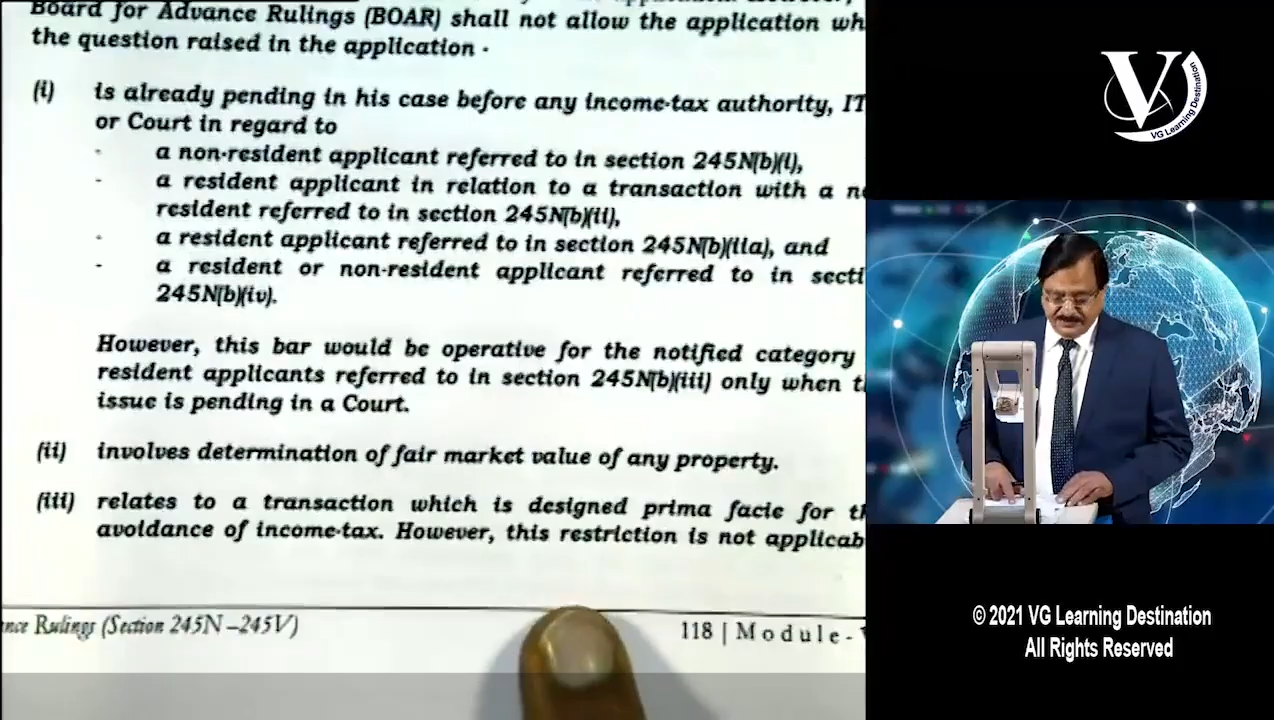 Board for Advance Rulings (BOAR) shall not allow the application wh
the question raised in the application -
(i) is already pending in his case before any income-tax authority, IT
or Court in regard to
- a non-resident applicant referred to in section 245N(b)(i),
- a resident applicant in relation to a transaction with a n
resident referred to in section 245N(b)(ii),
- a resident applicant referred to in section 245N(b)(iia), and
- a resident or non-resident applicant referred to in secti
245N(b)(iv).
However, this bar would be operative for the notified category
resident applicants referred to in section 245N(b)(iii) only when t
issue is pending in a Court.
(ii) involves determination of fair market value of any property.
(iii) relates to a transaction which is designed prima facie for t
avoidance of income-tax. However, this restriction is not applicab
nce Rulings (Section 245N –245V)
118 | Module-
V
VG Learning Destination
© 2021 VG Learning Destination
All Rights Reserved